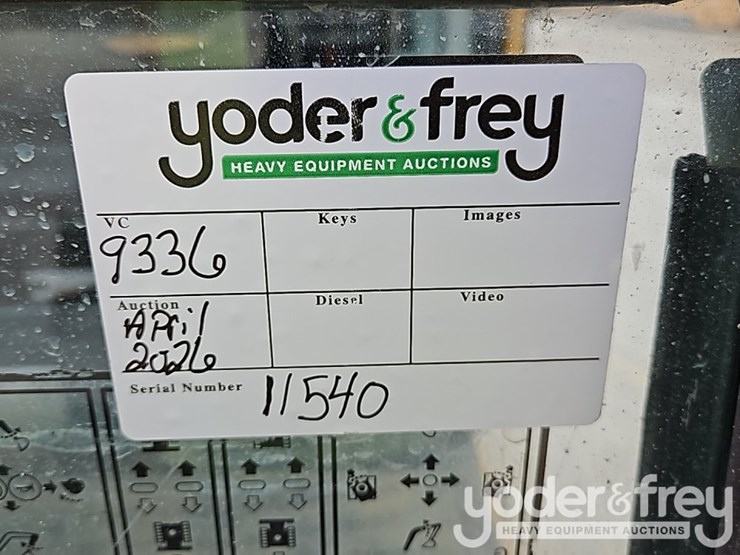 yoder & frey
HEAVY EQUIPMENT AUCTIONS
VC Keys Images
9336
Auction Diesel Video
April
2026
Serial Number 11540
yoder & frey
HEAVY EQUIPMENT AUCTIONS